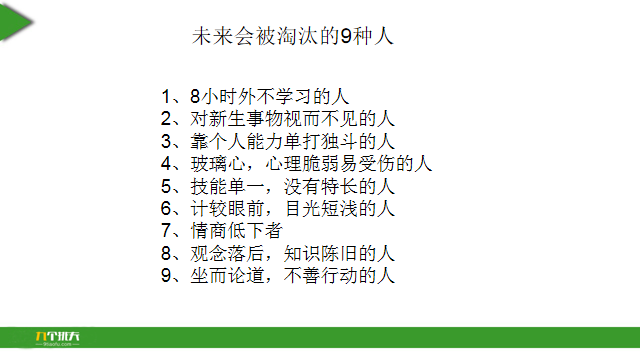 未来会被淘汰的9种人
1、8小时外不学习的人
2、对新生事物视而不见的人
3、靠个人能力单打独斗的人
4、玻璃心，心理脆弱易受伤的人
5、技能单一，没有特长的人
6、计较眼前，目光短浅的人
7、情商低下者
8、观念落后，知识陈旧的人
9、坐而论道，不善行动的人